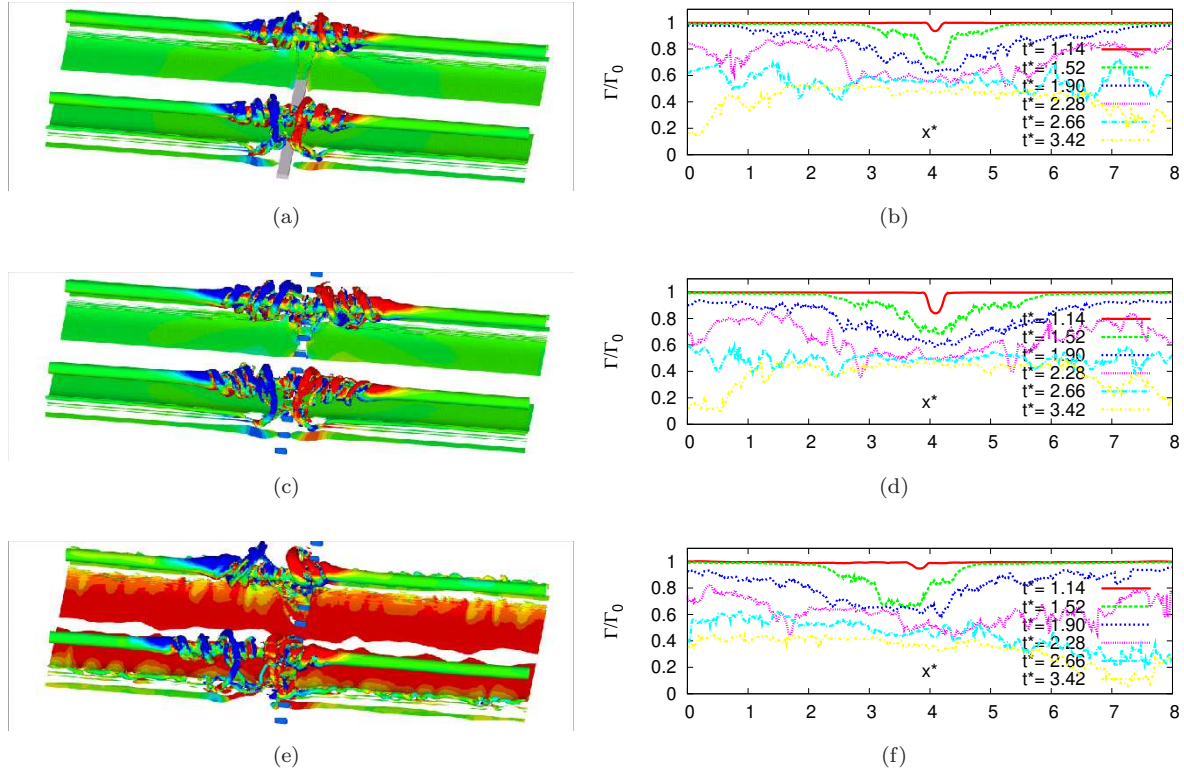 1
0.8
0.6
0.4
0.2
0
Γ/Γ0
t*= 1.14
t*= 1.52
t*= 1.90
t*= 2.28
t*= 2.66
t*= 3.42
x*
0 1 2 3 4 5 6 7 8
(a)
(b)
1
0.8
0.6
0.4
0.2
0
Γ/Γ0
t*= 1.14
t*= 1.52
t*= 1.90
t*= 2.28
t*= 2.66
t*= 3.42
x*
0 1 2 3 4 5 6 7 8
(c)
(d)
1
0.8
0.6
0.4
0.2
0
Γ/Γ0
t*= 1.14
t*= 1.52
t*= 1.90
t*= 2.28
t*= 2.66
t*= 3.42
x*
0 1 2 3 4 5 6 7 8
(e)
(f)